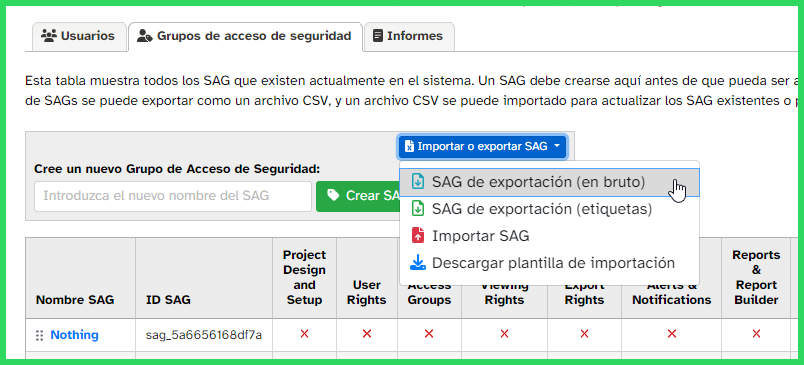 Usuarios
Grupos de acceso de seguridad
Informes
Esta tabla muestra todos los SAG que existen actualmente en el sistema. Un SAG debe crearse aquí antes de que pueda ser
de SAGs se puede exportar como un archivo CSV, y un archivo CSV se puede importado para actualizar los SAG existentes o
Importar o exportar SAG
Cree un nuevo Grupo de Acceso de Seguridad:
Introduzca el nuevo nombre del SAG
Crear SA
SAG de exportación (en bruto)
SAG de exportación (etiquetas)
Importar SAG
Descargar plantilla de importación
Nombre SAG
ID SAG
Project Design and Setup
User Rights
Access Groups
Viewing Rights
Export Rights
Alerts & Notifications
Reports & Report Builder
Nothing
sag_5a6656168df7a